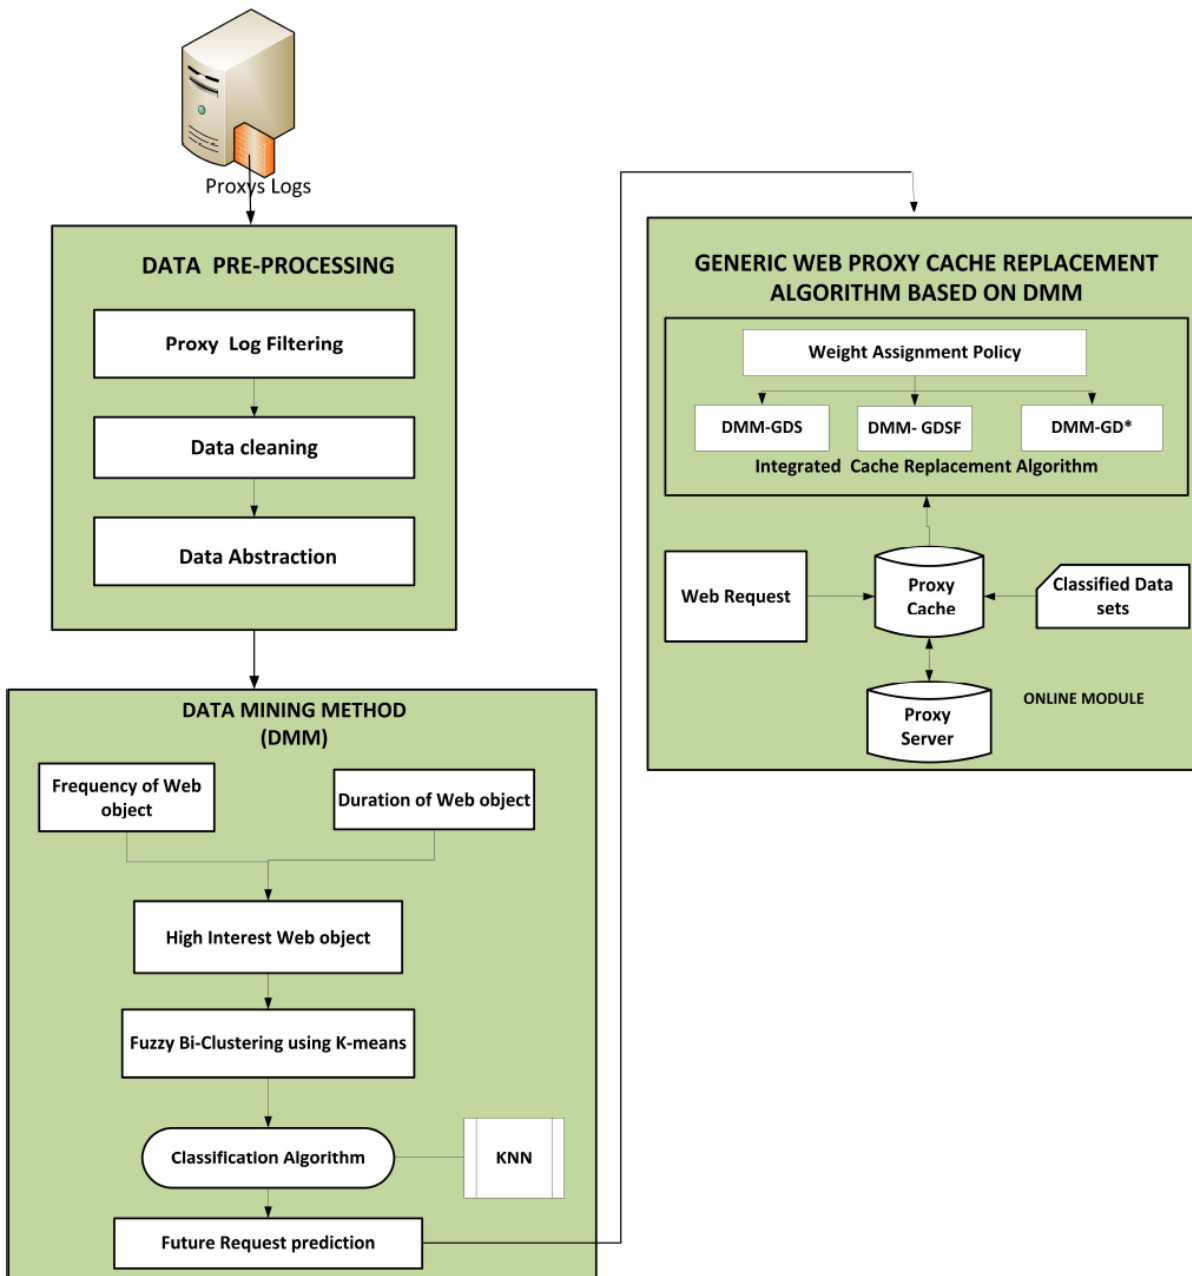 Proxys Logs
DATA PRE-PROCESSING
Proxy Log Filtering
Data cleaning
Data Abstraction
DATA MINING METHOD
(DMM)
Frequency of Web
object
Duration of Web object
High Interest Web object
Fuzzy Bi-Clustering using K-means
Classification Algorithm
KNN
Future Request prediction
GENERIC WEB PROXY CACHE REPLACEMENT
ALGORITHM BASED ON DMM
Weight Assignment Policy
DMM-GDS
DMM- GDSF
DMM-GD*
Integrated Cache Replacement Algorithm
Web Request
Proxy
Cache
Classified Data
sets
Proxy
Server
ONLINE MODULE